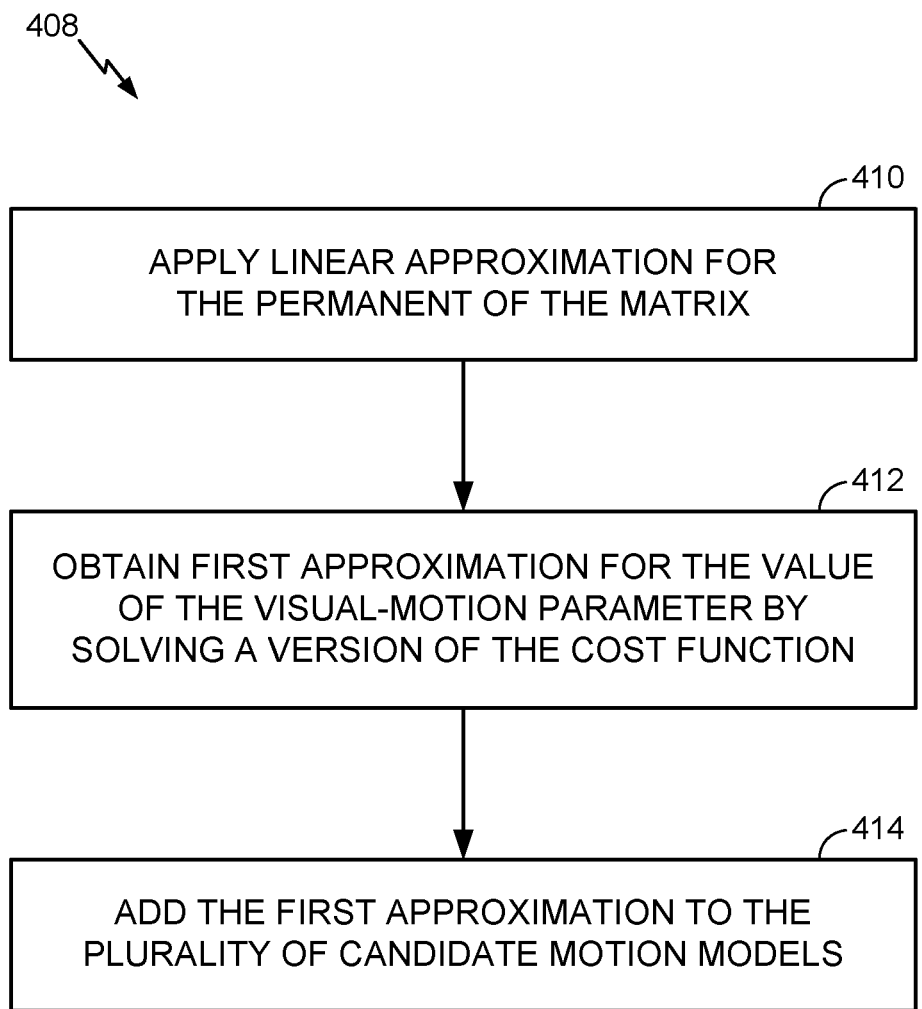 408
410
APPLY LINEAR APPROXIMATION FOR
THE PERMANENT OF THE MATRIX
412
OBTAIN FIRST APPROXIMATION FOR THE VALUE
OF THE VISUAL-MOTION PARAMETER BY
SOLVING A VERSION OF THE COST FUNCTION
414
ADD THE FIRST APPROXIMATION TO THE
PLURALITY OF CANDIDATE MOTION MODELS